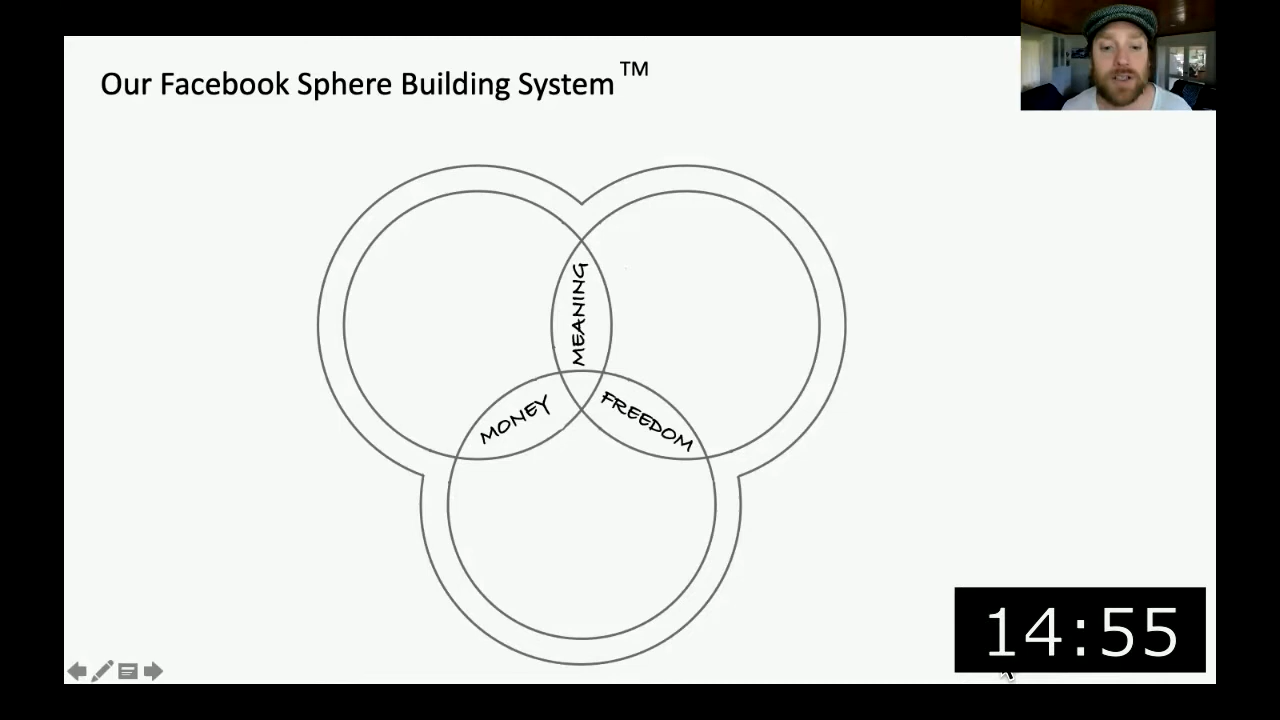 Our Facebook Sphere Building System™
MEANING
MONEY
FREEDOM
14:55